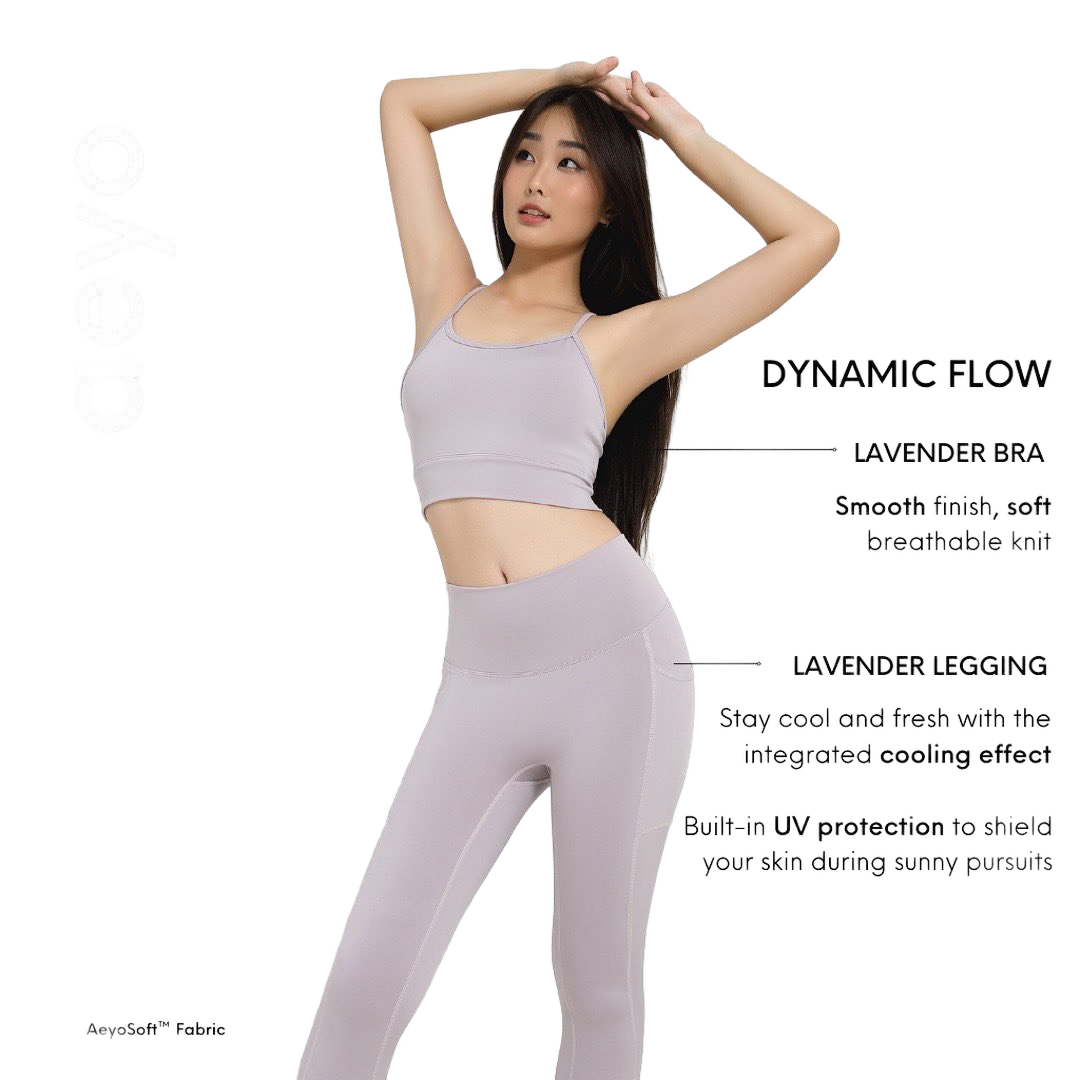 aeyo
DYNAMIC FLOW
LAVENDER BRA
Smooth finish, soft
breathable knit
LAVENDER LEGGING
Stay cool and fresh with the
integrated cooling effect
Built-in UV protection to shield
your skin during sunny pursuits
AeyoSoft™ Fabric